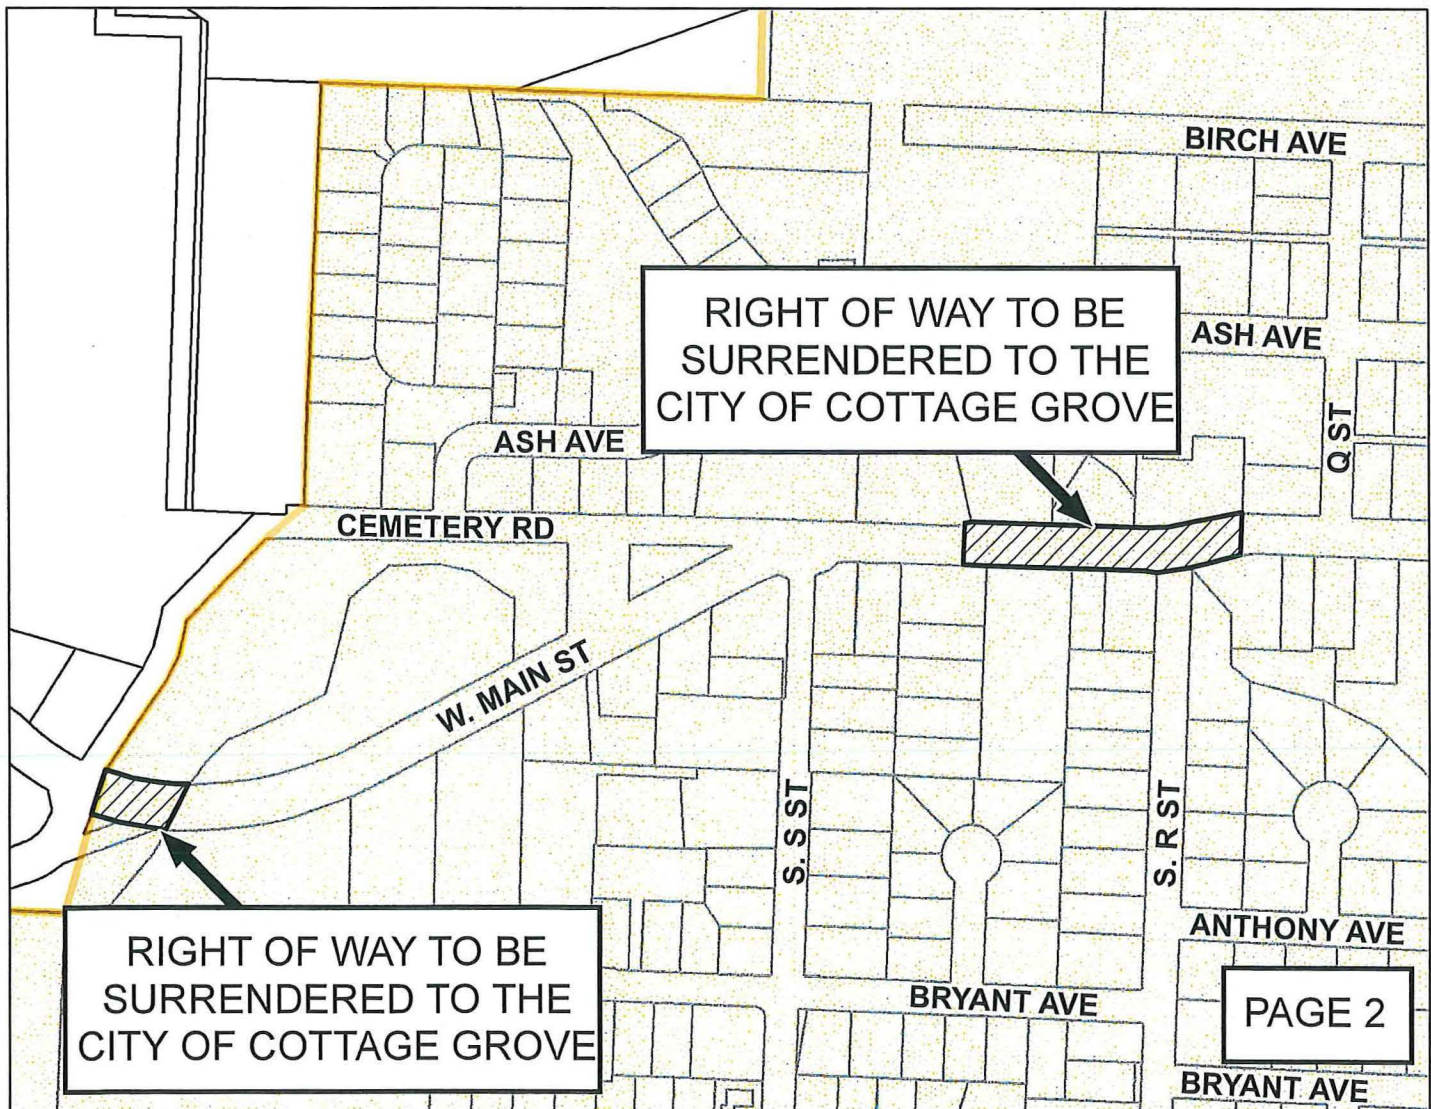 BIRCH AVE
RIGHT OF WAY TO BE
SURRENDERED TO THE
CITY OF COTTAGE GROVE
ASH AVE
Q ST
ASH AVE
CEMETERY RD
W. MAIN ST
S. S ST
S. R ST
RIGHT OF WAY TO BE
SURRENDERED TO THE
CITY OF COTTAGE GROVE
ANTHONY AVE
BRYANT AVE
PAGE 2
BRYANT AVE